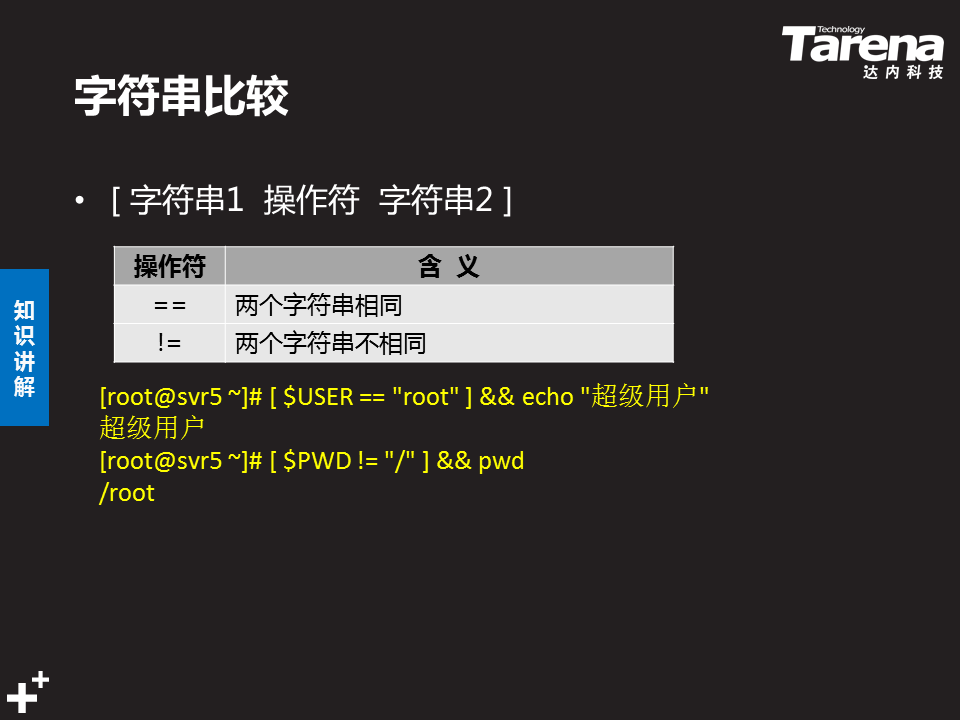 Technology
Tarena
达内科技
字符串比较
• [ 字符串1 操作符 字符串2 ]
操作符 含 义
== 两个字符串相同
!= 两个字符串不相同
知识讲解
[root@svr5 ~]# [ $USER == "root" ] && echo "超级用户"
超级用户
[root@svr5 ~]# [ $PWD != "/" ] && pwd
/root